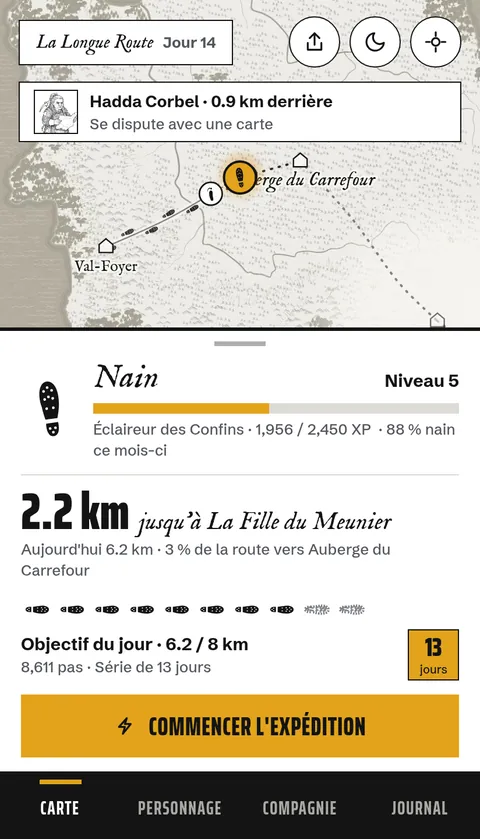 La Longue Route Jour 14
Hadda Corbel · 0.9 km derrière
Se dispute avec une carte
erge du Carrefour
Val-Foyer
Nain
Niveau 5
Éclaireur des Confins · 1,956 / 2,450 XP · 88 % nain
ce mois-ci
2.2 km jusqu'à La Fille du Meunier
Aujourd'hui 6.2 km · 3 % de la route vers Auberge du
Carrefour
Objectif du jour · 6.2 / 8 km
8,611 pas · Série de 13 jours
13
jours
COMMENCER L'EXPÉDITION
CARTE
PERSONNAGE
COMPAGNIE
JOURNAL